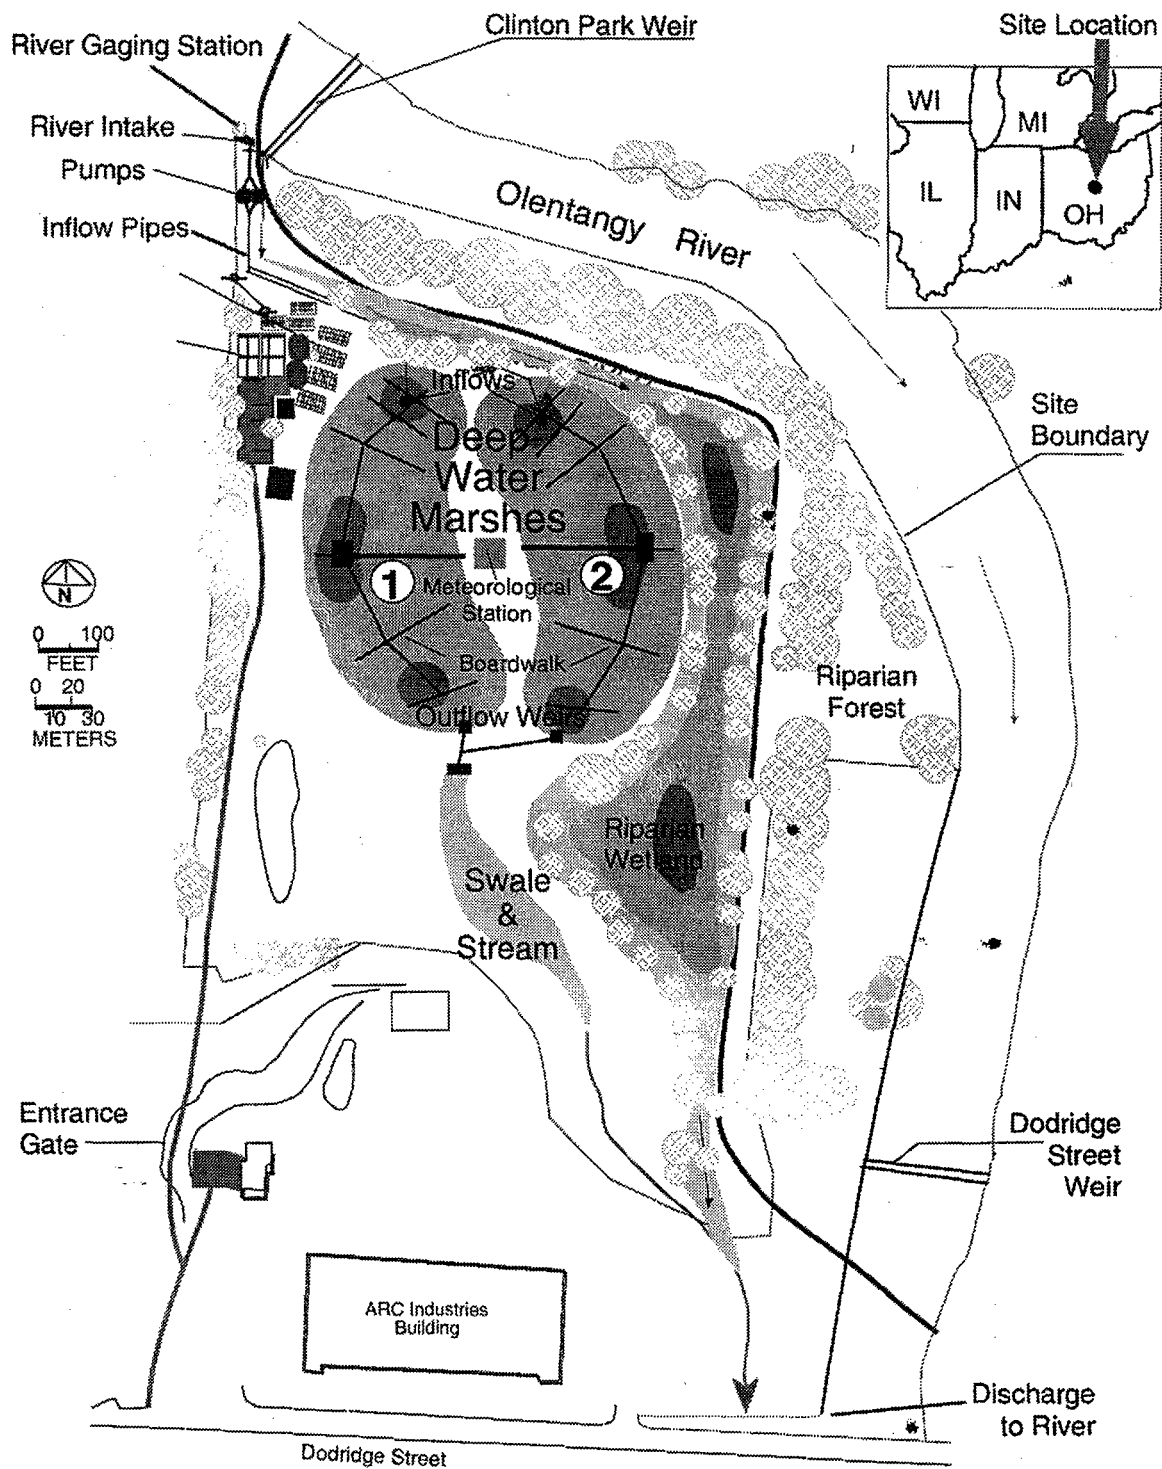 Clinton Park Weir
Site Location
River Gaging Station
River Intake
Pumps
Inflow Pipes
WI
MI
IL
IN
OH
Olentangy River
Inflows
Deep-
Water
Marshes
Site
Boundary
1
2
Meteorological
Station
N
0 100
FEET
0 20
10 30
METERS
Boardwalk
Riparian
Forest
Outflow Weirs
Riparian
Wetland
Swale
&
Stream
Entrance
Gate
Dodridge
Street
Weir
ARC Industries
Building
Discharge
to River
Dodridge Street